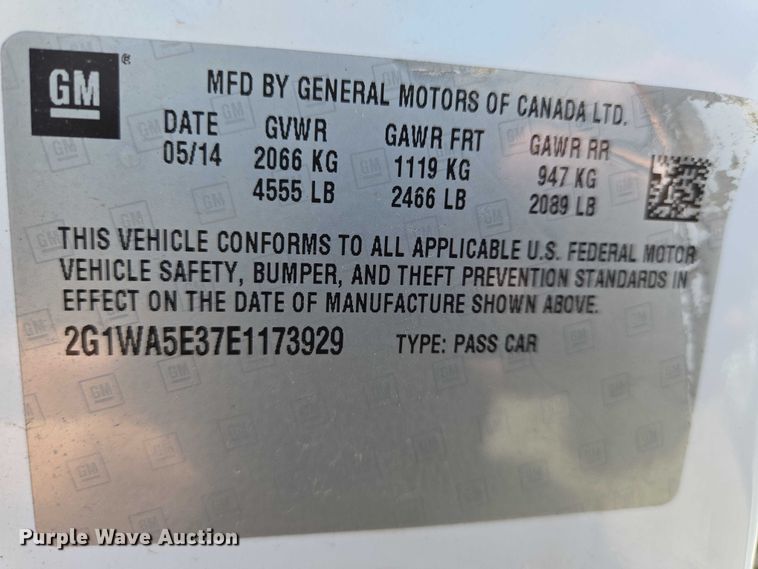 GM®
MFD BY GENERAL MOTORS OF CANADA LTD.
DATE GVWR GAWR FRT GAWR RR
05/14 2066 KG 1119 KG 947 KG
4555 LB 2466 LB 2089 LB
THIS VEHICLE CONFORMS TO ALL APPLICABLE U.S. FEDERAL MOTOR
VEHICLE SAFETY, BUMPER, AND THEFT PREVENTION STANDARDS IN
EFFECT ON THE DATE OF MANUFACTURE SHOWN ABOVE.
2G1WA5E37E1173929 TYPE: PASS CAR
Purple Wave Auction